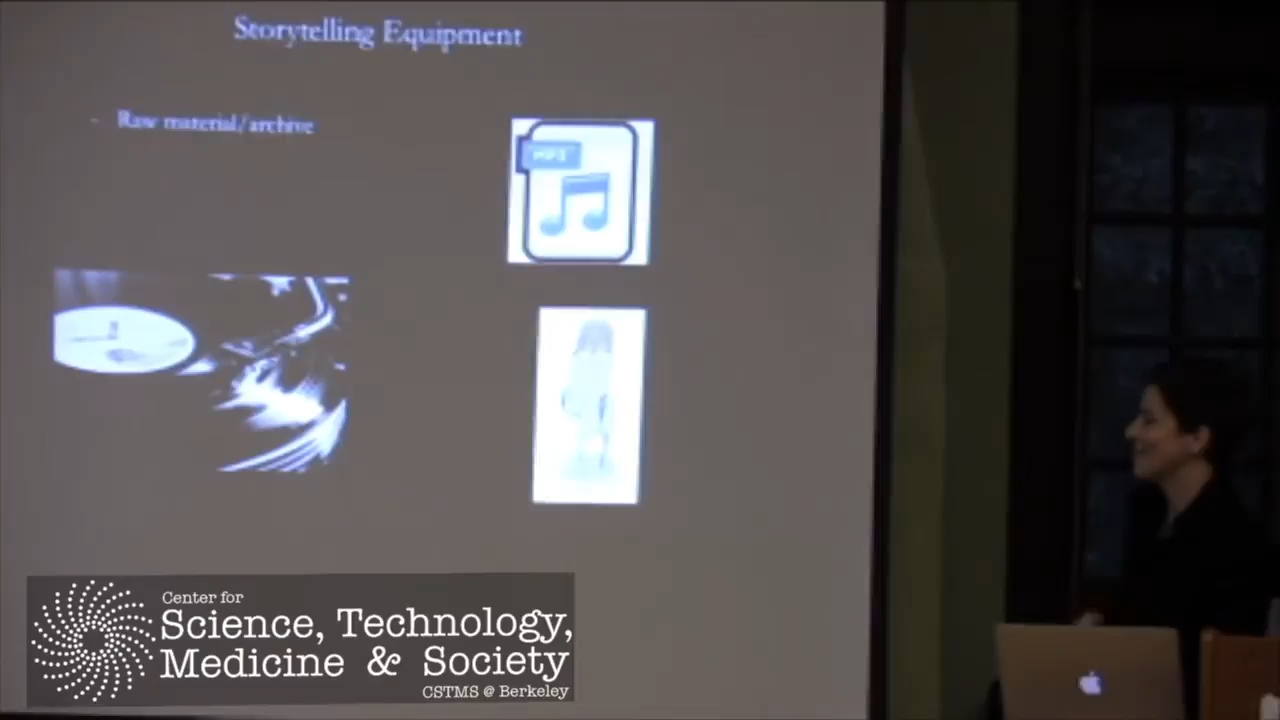 Storytelling Equipment
- Raw material/archive
MP3
Center for
Science, Technology,
Medicine & Society
CSTMS @ Berkeley